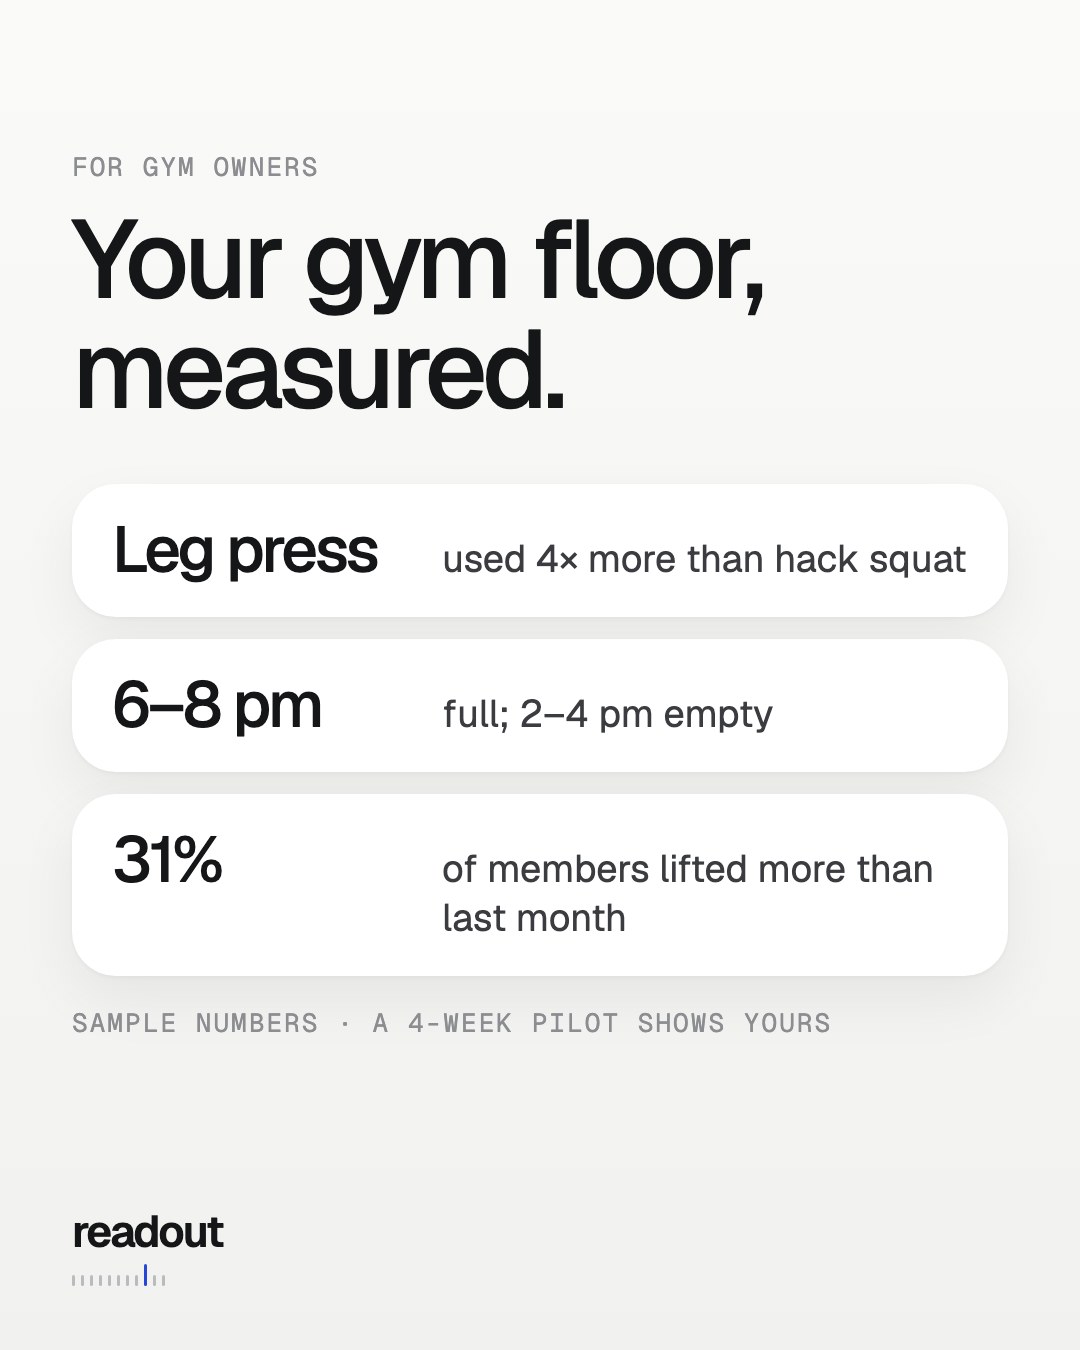 FOR GYM OWNERS
Your gym floor,
measured.
Leg press used 4× more than hack squat
6–8 pm full; 2–4 pm empty
31% of members lifted more than
last month
SAMPLE NUMBERS · A 4-WEEK PILOT SHOWS YOURS
readout